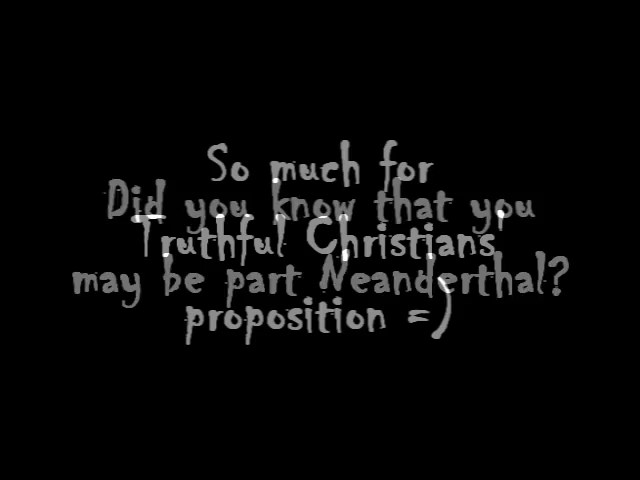 So much for
Did you know that you
Truthful Christians
may be part Neanderthal?
proposition =)